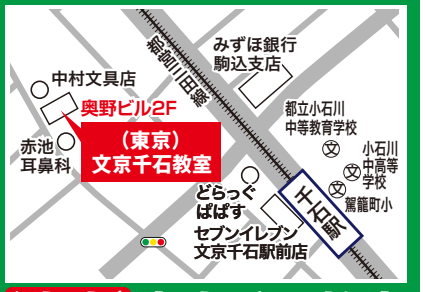 みずほ銀行
駒込支店
都営三田線
中村文具店
奥野ビル2F
(東京)
文京千石教室
赤池
耳鼻科
都立小石川
中等教育学校
文
小石川
中高等
学校
文
文
駕籠町小
どらっぐ
ぱぱす
千石駅
セブンイレブン
文京千石駅前店